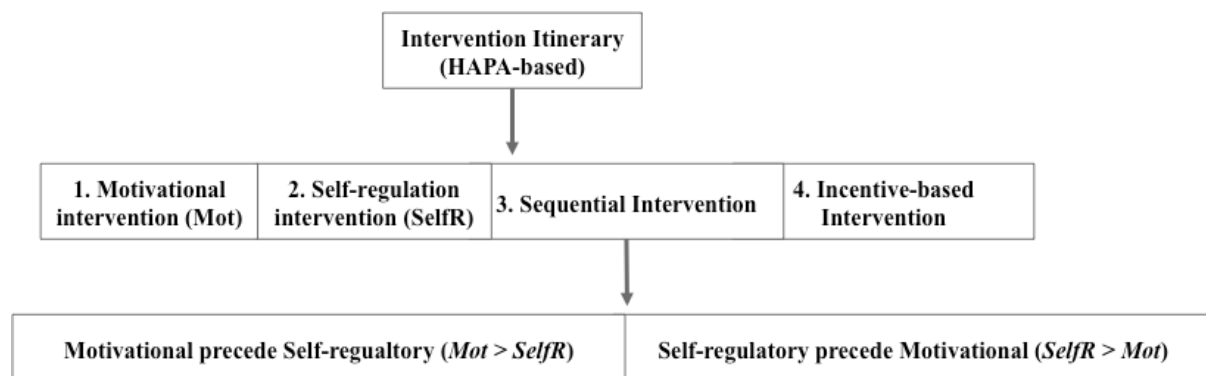 Intervention Itinerary
(HAPA-based)
1. Motivational
intervention (Mot)
2. Self-regulation
intervention (SelfR)
3. Sequential Intervention
4. Incentive-based
Intervention
Motivational precede Self-regualtory (Mot > SelfR)
Self-regulatory precede Motivational (SelfR > Mot)